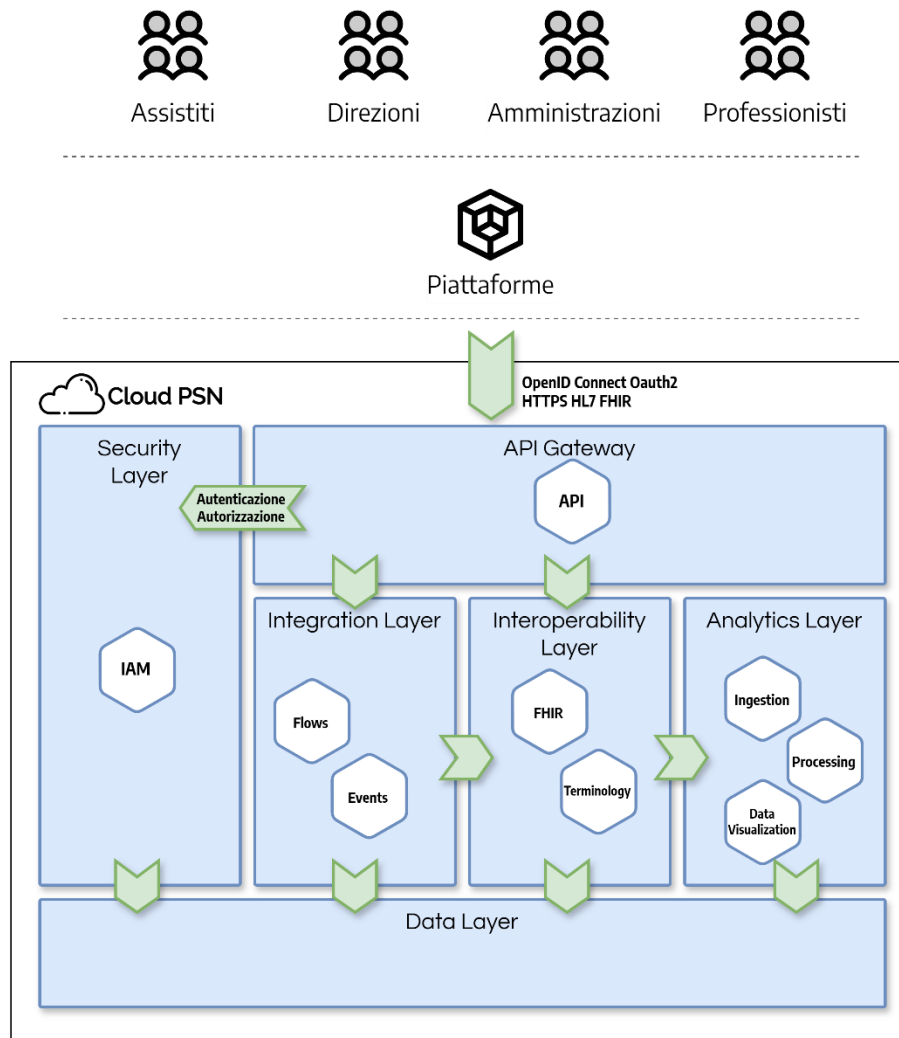 Assistiti
Direzioni
Amministrazioni
Professionisti
Piattaforme
OpenID Connect Oauth2
HTTPS HL7 FHIR
Cloud PSN
Security
Layer
API Gateway
API
Autenticazione
Autorizzazione
IAM
Integration Layer
Flows
Events
Interoperability
Layer
FHIR
Terminology
Analytics Layer
Ingestion
Processing
Data
Visualization
Data Layer